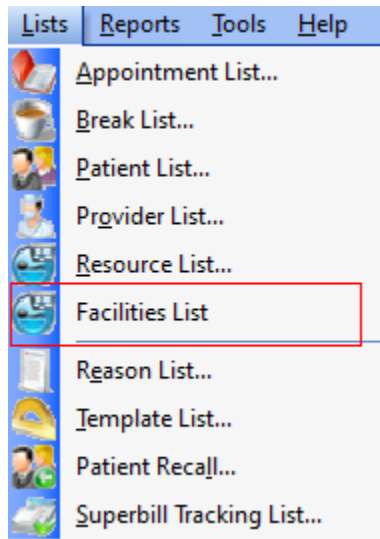 Lists Reports Tools Help
Appointment List...
Break List...
Patient List...
Provider List...
Resource List...
Facilities List
Reason List...
Template List...
Patient Recall...
Superbill Tracking List...